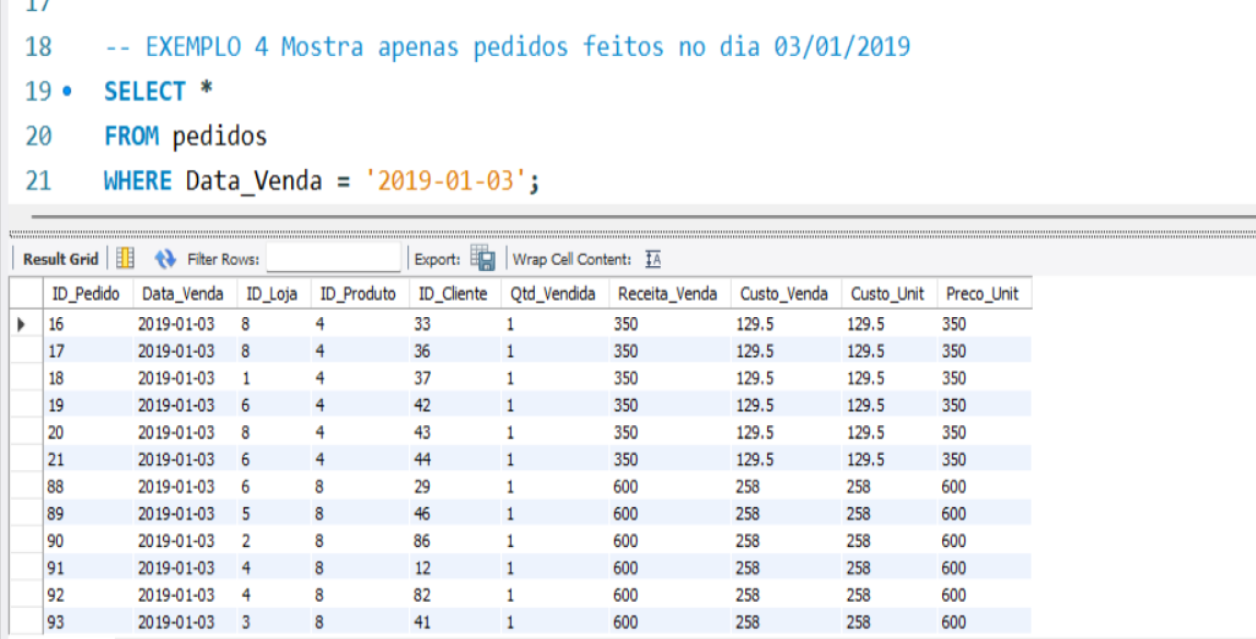 17
18 -- EXEMPLO 4 Mostra apenas pedidos feitos no dia 03/01/2019
19 SELECT *
20 FROM pedidos
21 WHERE Data_Venda = '2019-01-03';
Result Grid Filter Rows: Export: Wrap Cell Content: IA
ID_Pedido Data_Venda ID_Loja ID_Produto ID_Cliente Qtd_Vendida Receita_Venda Custo_Venda Custo_Unit Preco_Unit
16 2019-01-03 8 4 33 1 350 129.5 129.5 350
17 2019-01-03 8 4 36 1 350 129.5 129.5 350
18 2019-01-03 1 4 37 1 350 129.5 129.5 350
19 2019-01-03 6 4 42 1 350 129.5 129.5 350
20 2019-01-03 8 4 43 1 350 129.5 129.5 350
21 2019-01-03 6 4 44 1 350 129.5 129.5 350
88 2019-01-03 6 8 29 1 600 258 258 600
89 2019-01-03 5 8 46 1 600 258 258 600
90 2019-01-03 2 8 86 1 600 258 258 600
91 2019-01-03 4 8 12 1 600 258 258 600
92 2019-01-03 4 8 82 1 600 258 258 600
93 2019-01-03 3 8 41 1 600 258 258 600